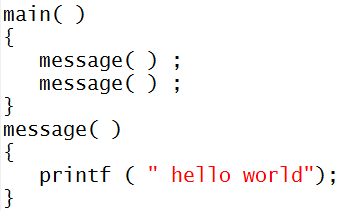 main( )
{
   message( ) ;
   message( ) ;
}
message( )
{
   printf ( " hello world");
}